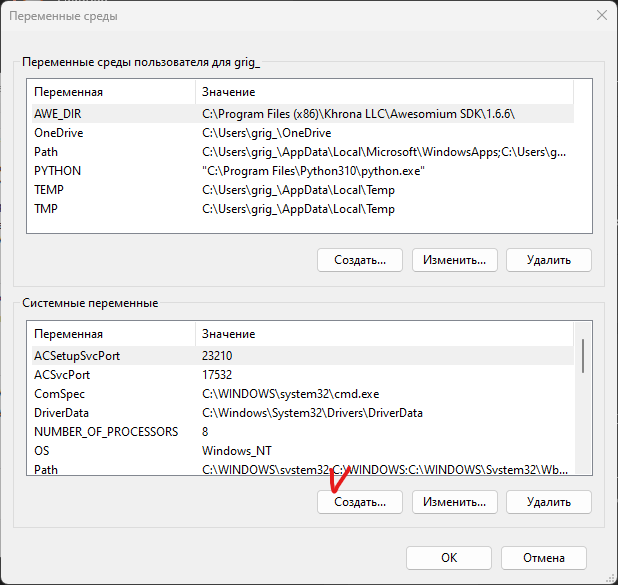 Переменные среды
Переменные среды пользователя для grig_
Переменная Значение
AWE_DIR C:\Program Files (x86)\Khrona LLC\Awesomium SDK\1.6.6\
OneDrive C:\Users\grig_\OneDrive
Path C:\Users\grig_\AppData\Local\Microsoft\WindowsApps;C:\Users\g...
PYTHON "C:\Program Files\Python310\python.exe"
TEMP C:\Users\grig_\AppData\Local\Temp
TMP C:\Users\grig_\AppData\Local\Temp
Создать... Изменить... Удалить
Системные переменные
Переменная Значение
ACSetupSvcPort 23210
ACSvcPort 17532
ComSpec C:\WINDOWS\system32\cmd.exe
DriverData C:\Windows\System32\Drivers\DriverData
NUMBER_OF_PROCESSORS 8
OS Windows_NT
Path C:\WINDOWS\system32;C:\WINDOWS;C:\WINDOWS\System32\Wb...
Создать... Изменить... Удалить
ОК Отмена